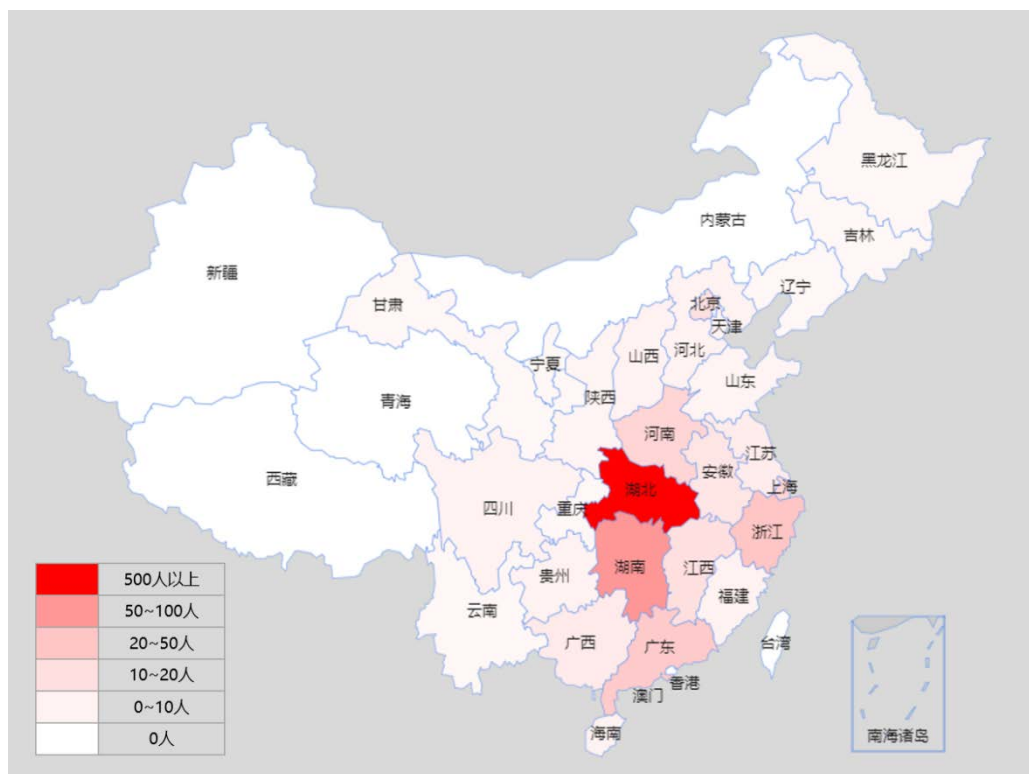 黑龙江
内蒙古
吉林
新疆
辽宁
甘肃
北京
天津
山西
河北
宁夏
山东
陕西
青海
河南
江苏
安徽
西藏
上海
湖北
四川
重庆
浙江
湖南
江西
贵州
福建
云南
广西
广东
台湾
香港
澳门
海南
南海诸岛
500人以上
50~100人
20~50人
10~20人
0~10人
0人